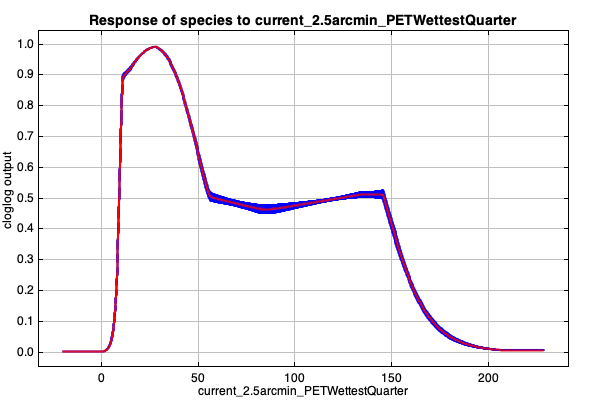 Response of species to current_2.5arcmin_PETWettestQuarter
1.0
0.9
0.8
0.7
0.6
0.5
0.4
0.3
0.2
0.1
0.0
cloglog output
0 50 100 150 200
current_2.5arcmin_PETWettestQuarter